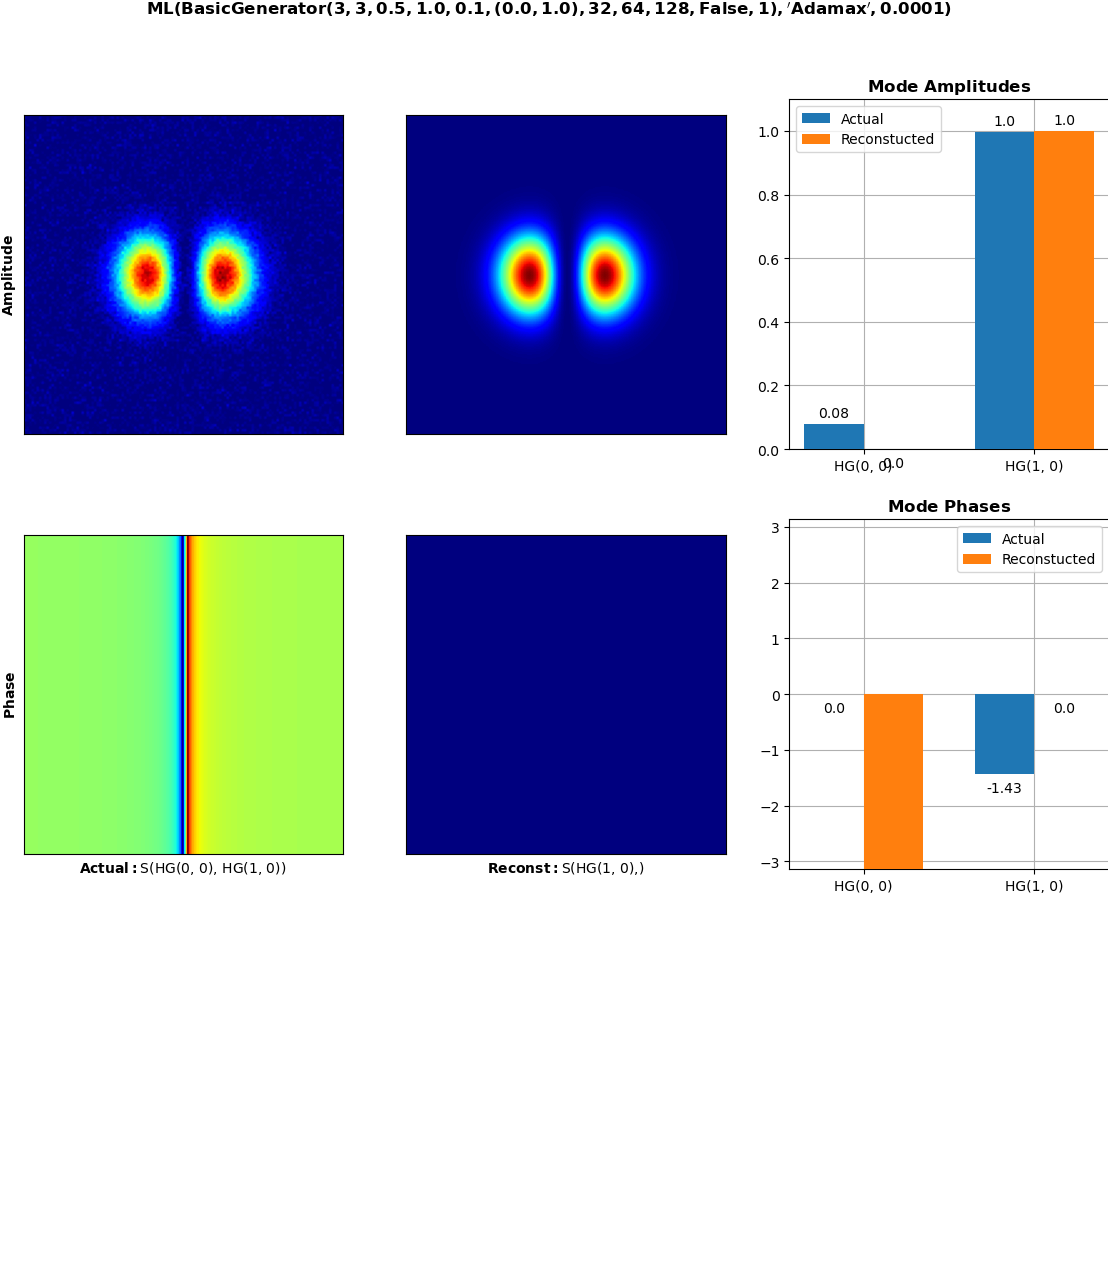 ML(BasicGenerator(3, 3, 0.5, 1.0, 0.1, (0.0, 1.0), 32, 64, 128, False, 1), ′Adamax′, 0.0001)
Mode Amplitudes
Actual
Reconstucted
1.0
1.0
1.0
0.8
0.6
0.4
0.2
0.0
0.08
0.0
HG(0, 0)
HG(1, 0)
Amplitude
Mode Phases
Actual
Reconstucted
3
2
1
0
−1
−2
−3
0.0
-1.43
0.0
HG(0, 0)
HG(1, 0)
Phase
Actual: S(HG(0, 0), HG(1, 0))
Reconst: S(HG(1, 0),)